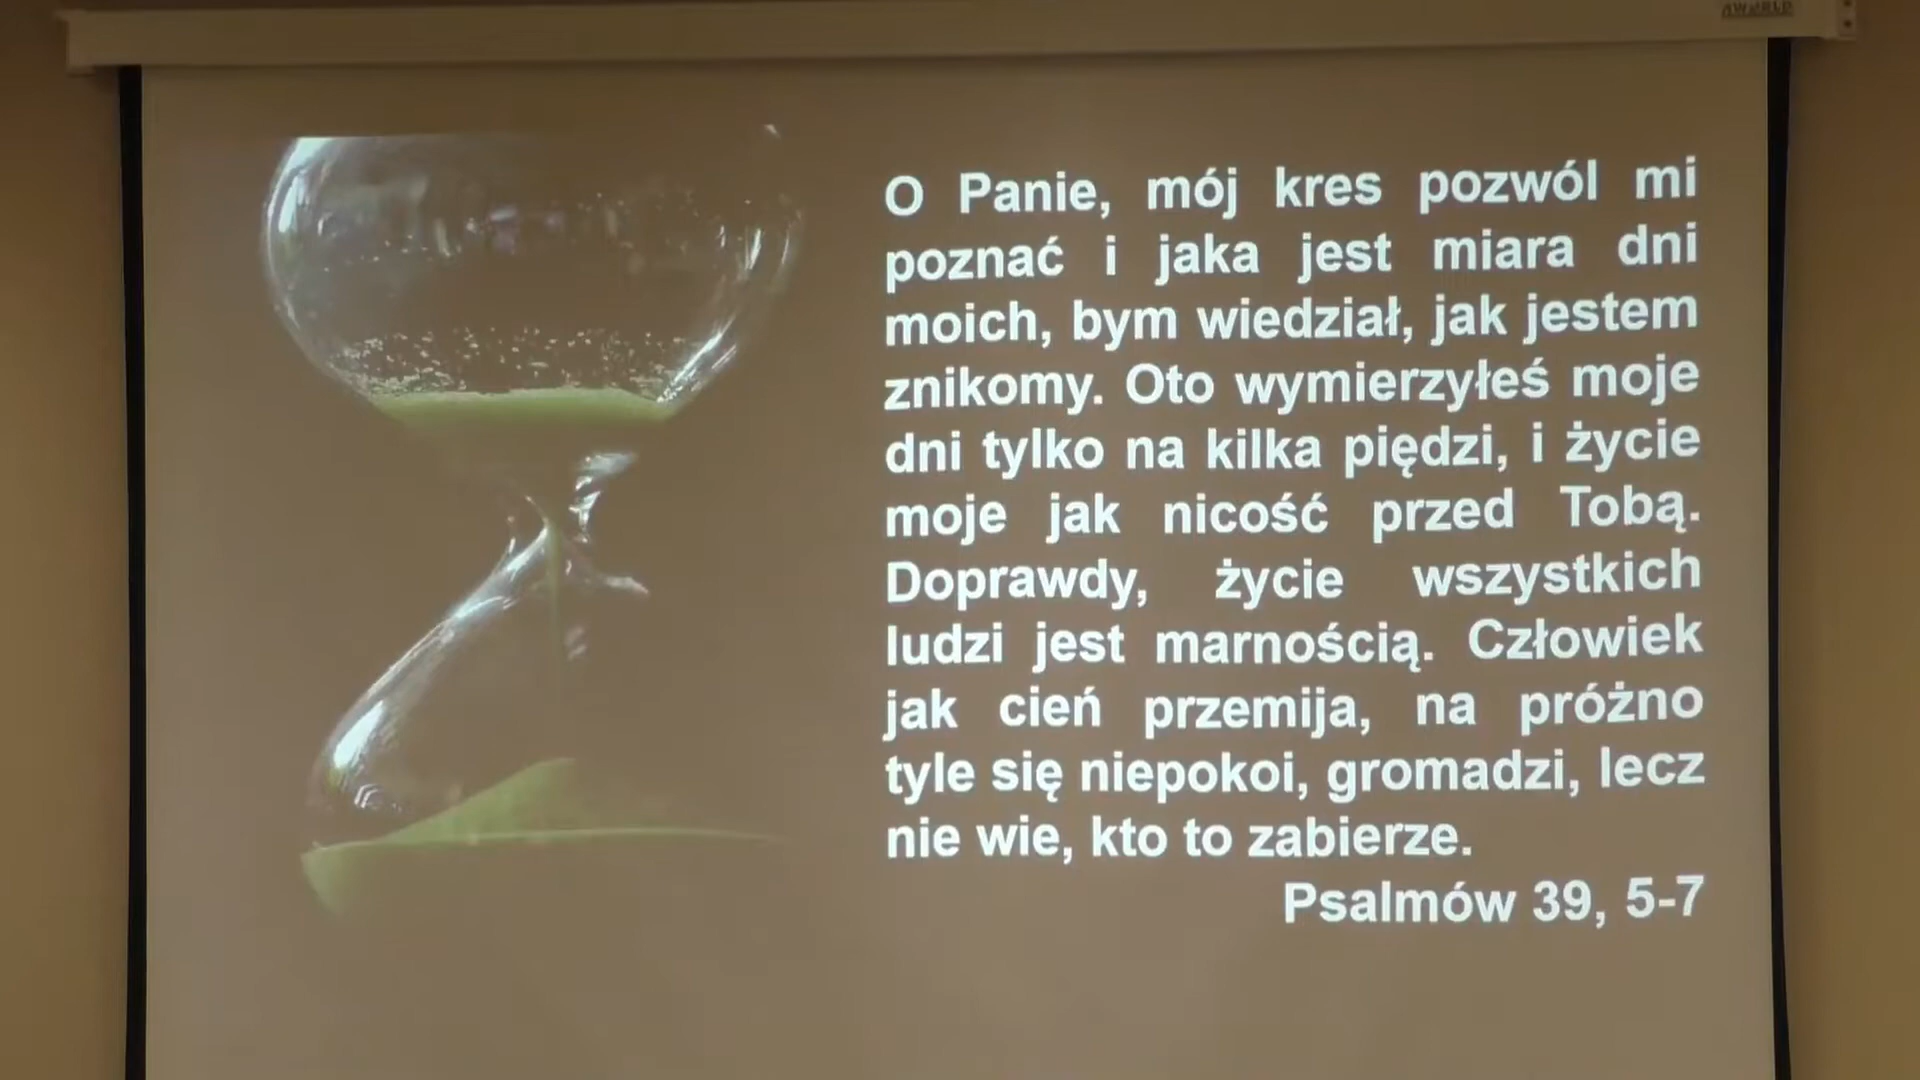 O Panie, mój kres pozwól mi
poznać i jaka jest miara dni
moich, bym wiedział, jak jestem
znikomy. Oto wymierzyłeś moje
dni tylko na kilka piędzi, i życie
moje jak nicość przed Tobą.
Doprawdy, życie wszystkich
ludzi jest marnością. Człowiek
jak cień przemija, na próżno
tyle się niepokoi, gromadzi, lecz
nie wie, kto to zabierze.
Psalmów 39, 5-7